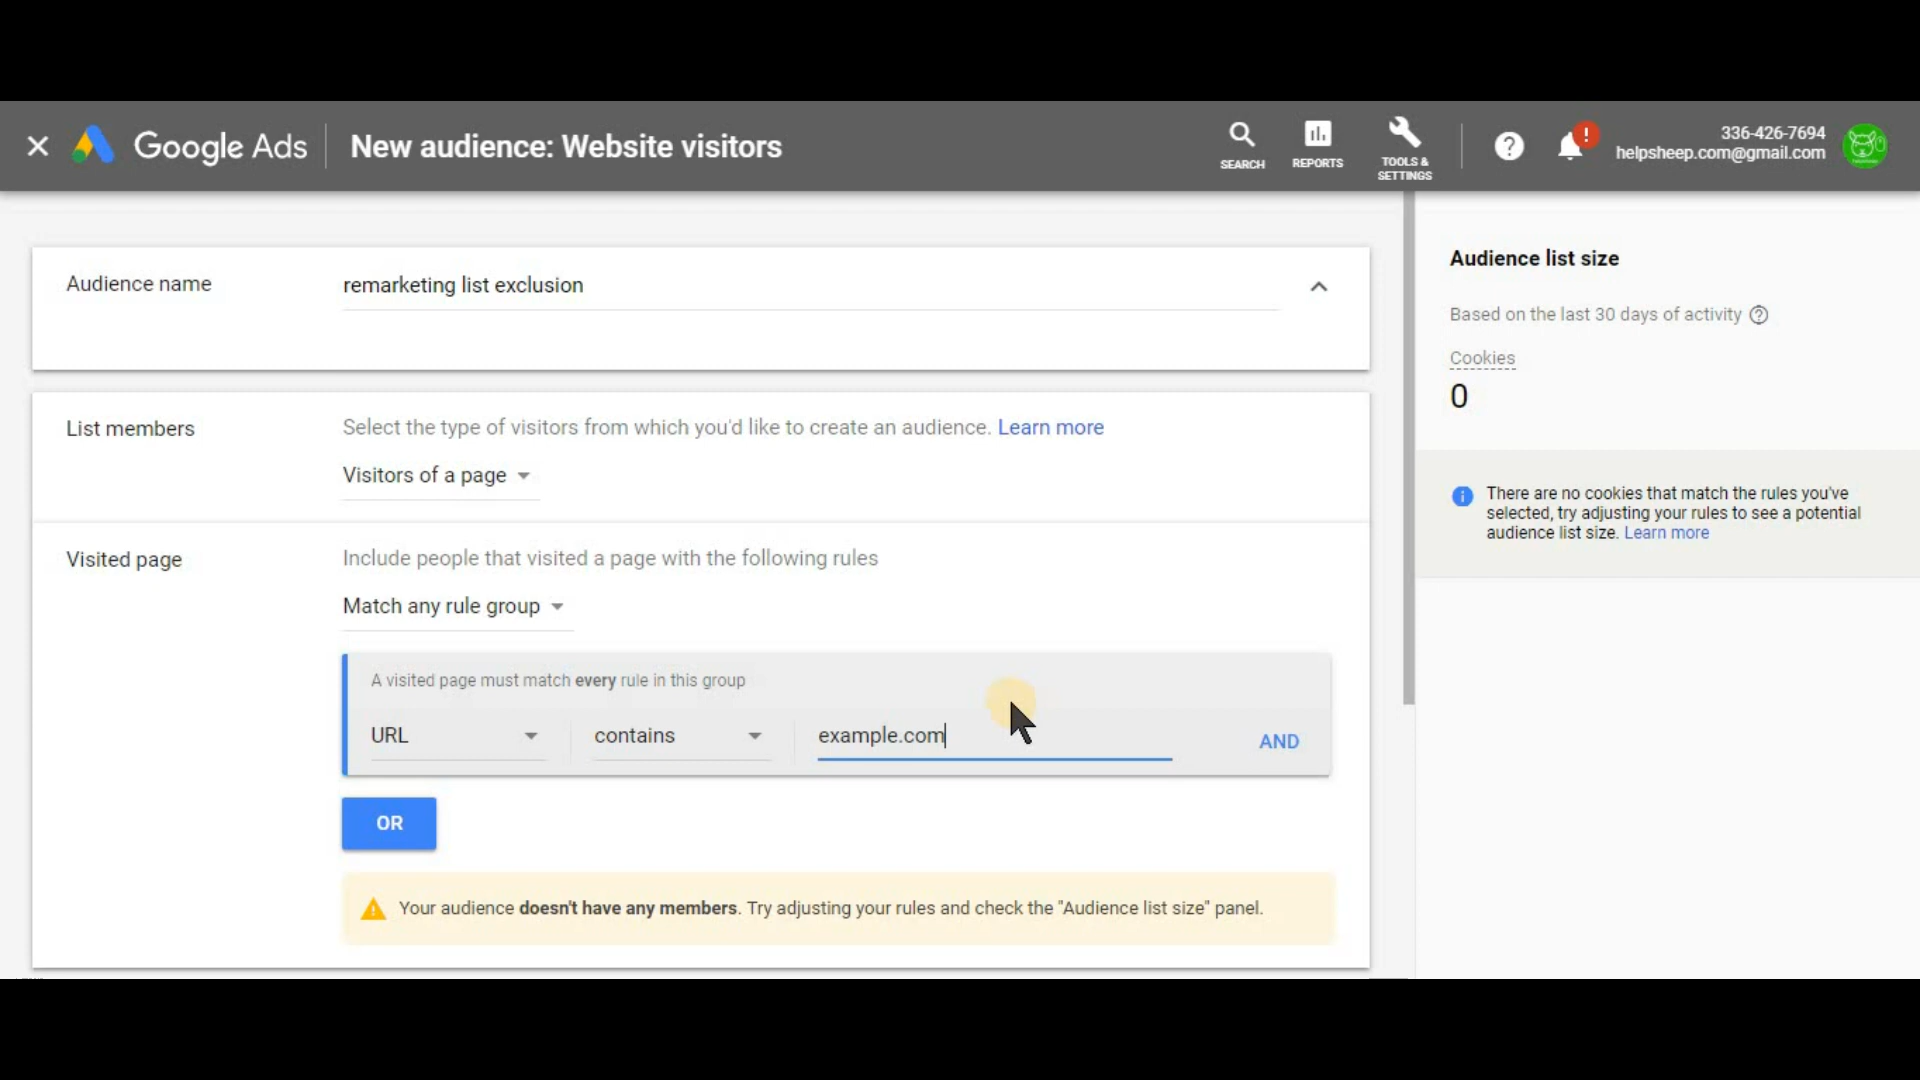 Google Ads
New audience: Website visitors
SEARCH
REPORTS
TOOLS &
SETTINGS
336-426-7694
helpsheep.com@gmail.com
Audience name
remarketing list exclusion
List members
Select the type of visitors from which you'd like to create an audience. Learn more
Visitors of a page
Visited page
Include people that visited a page with the following rules
Match any rule group
A visited page must match every rule in this group
URL
contains
example.com
AND
OR
Your audience doesn't have any members. Try adjusting your rules and check the "Audience list size" panel.
Audience list size
Based on the last 30 days of activity
Cookies
0
There are no cookies that match the rules you've
selected, try adjusting your rules to see a potential
audience list size. Learn more